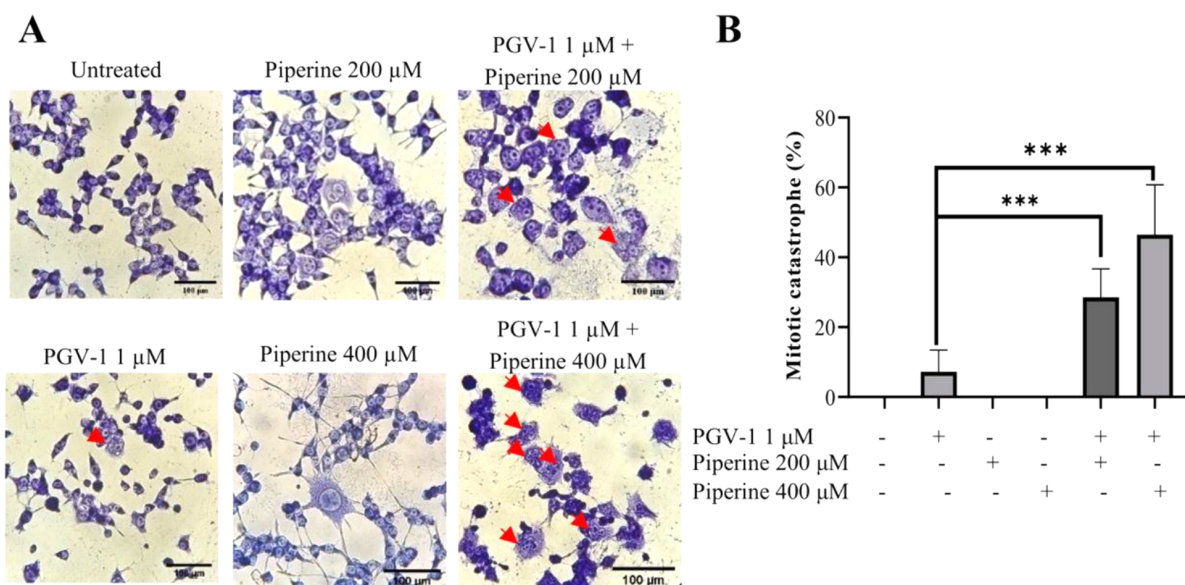 A
B
Untreated
Piperine 200 µM
PGV-1 1 µM +
Piperine 200 µM
100 µm
100 µm
100 µm
PGV-1 1 µM
Piperine 400 µM
PGV-1 1 µM +
Piperine 400 µM
100 µm
100 µm
100 µm
Mitotic catastrophe (%)
80
60
40
20
0
***
***
PGV-1 1 µM - + - - + +
Piperine 200 µM - - + - + -
Piperine 400 µM - - - + - +